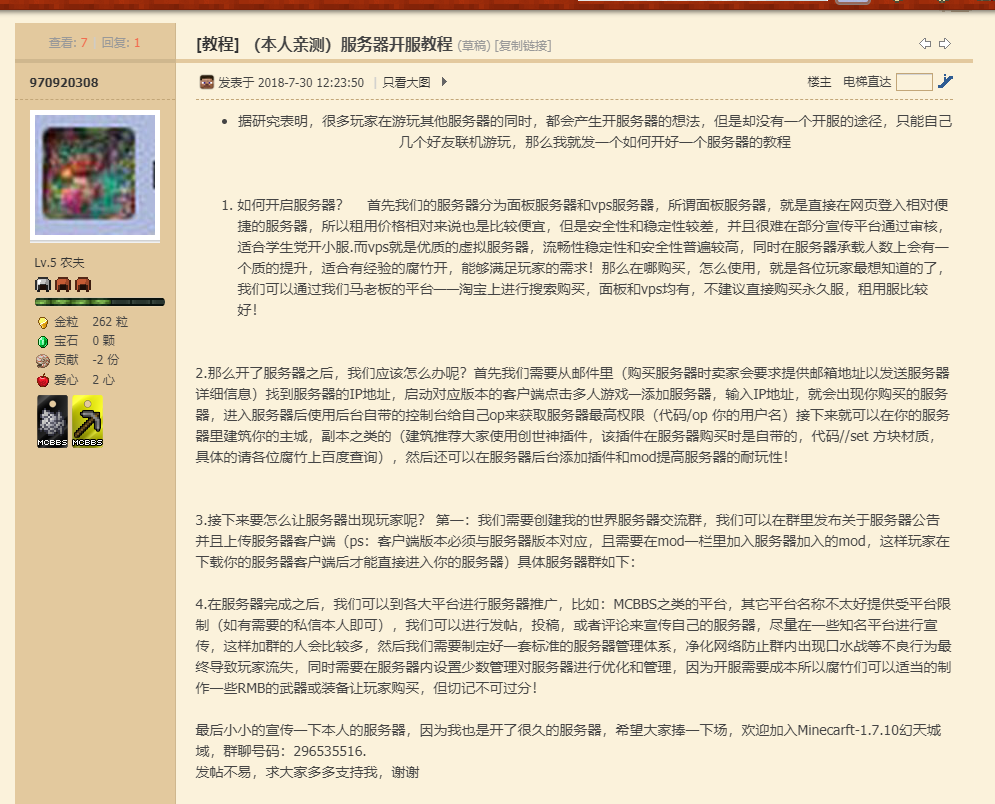 查看: 7 回复: 1
[教程] （本人亲测）服务器开服教程 (草稿) [复制链接]
970920308
发表于 2018-7-30 12:23:50 | 只看大图
楼主 电梯直达
据研究表明，很多玩家在游玩其他服务器的同时，都会产生开服务器的想法，但是却没有一个开服的途径，只能自己
几个好友联机游玩，那么我就发一个如何开好一个服务器的教程
1. 如何开启服务器？ 首先我们的服务器分为面板服务器和vps服务器，所谓面板服务器，就是直接在网页登入相对便
捷的服务器，所以租用价格相对来说也是比较便宜，但是安全性和稳定性较差，并且很难在部分宣传平台通过审核，
适合学生党开小服.而vps就是优质的虚拟服务器，流畅性稳定性和安全性普遍较高，同时在服务器承载人数上会有一
个质的提升，适合有经验的腐竹开，能够满足玩家的需求！那么在哪购买，怎么使用，就是各位玩家最想知道的了，
我们可以通过我们马老板的平台——淘宝上进行搜索购买，面板和vps均有，不建议直接购买永久服，租用服比较
好！
2.那么开了服务器之后，我们应该怎么办呢？首先我们需要从邮件里（购买服务器时卖家会要求提供邮箱地址以发送服务器
详细信息）找到服务器的IP地址，启动对应版本的客户端点击多人游戏—添加服务器，输入IP地址，就会出现你购买的服务
器，进入服务器后使用后台自带的控制台给自己op来获取服务器最高权限（代码/op 你的用户名）接下来就可以在你的服务
器里建筑你的主城，副本之类的（建筑推荐大家使用创世神插件，该插件在服务器购买时是自带的，代码//set 方块材质，
具体的请各位腐竹上百度查询），然后还可以在服务器后台添加插件和mod提高服务器的耐玩性！
3.接下来要怎么让服务器出现玩家呢？ 第一：我们需要创建我的世界服务器交流群，我们可以在群里发布关于服务器公告
并且上传服务器客户端（ps：客户端版本必须与服务器版本对应，且需要在mod一栏里加入服务器加入的mod，这样玩家在
下载你的服务器客户端后才能直接进入你的服务器）具体服务器群如下：
4.在服务器完成之后，我们可以到各大平台进行服务器推广，比如：MCBBS之类的平台，其它平台名称不太好提供受平台限
制（如有需要的私信本人即可），我们可以进行发帖，投稿，或者评论来宣传自己的服务器，尽量在一些知名平台进行宣
传，这样加群的人会比较多，然后我们需要制定好一套标准的服务器管理体系，净化网络防止群内出现口水战等不良行为最
终导致玩家流失，同时需要在服务器内设置少数管理对服务器进行优化和管理，因为开服需要成本所以腐竹们可以适当的制
作一些RMB的武器或装备让玩家购买，但切记不可过分！
最后小小的宣传一下本人的服务器，因为我也是开了很久的服务器，希望大家捧一下场，欢迎加入Minecarft-1.7.10幻天城
域，群聊号码：296535516.
发帖不易，求大家多多支持我，谢谢
Lv.5 农夫
金粒 262 粒
宝石 0 颗
贡献 -2 份
爱心 2 心
MCBBS MCBBS